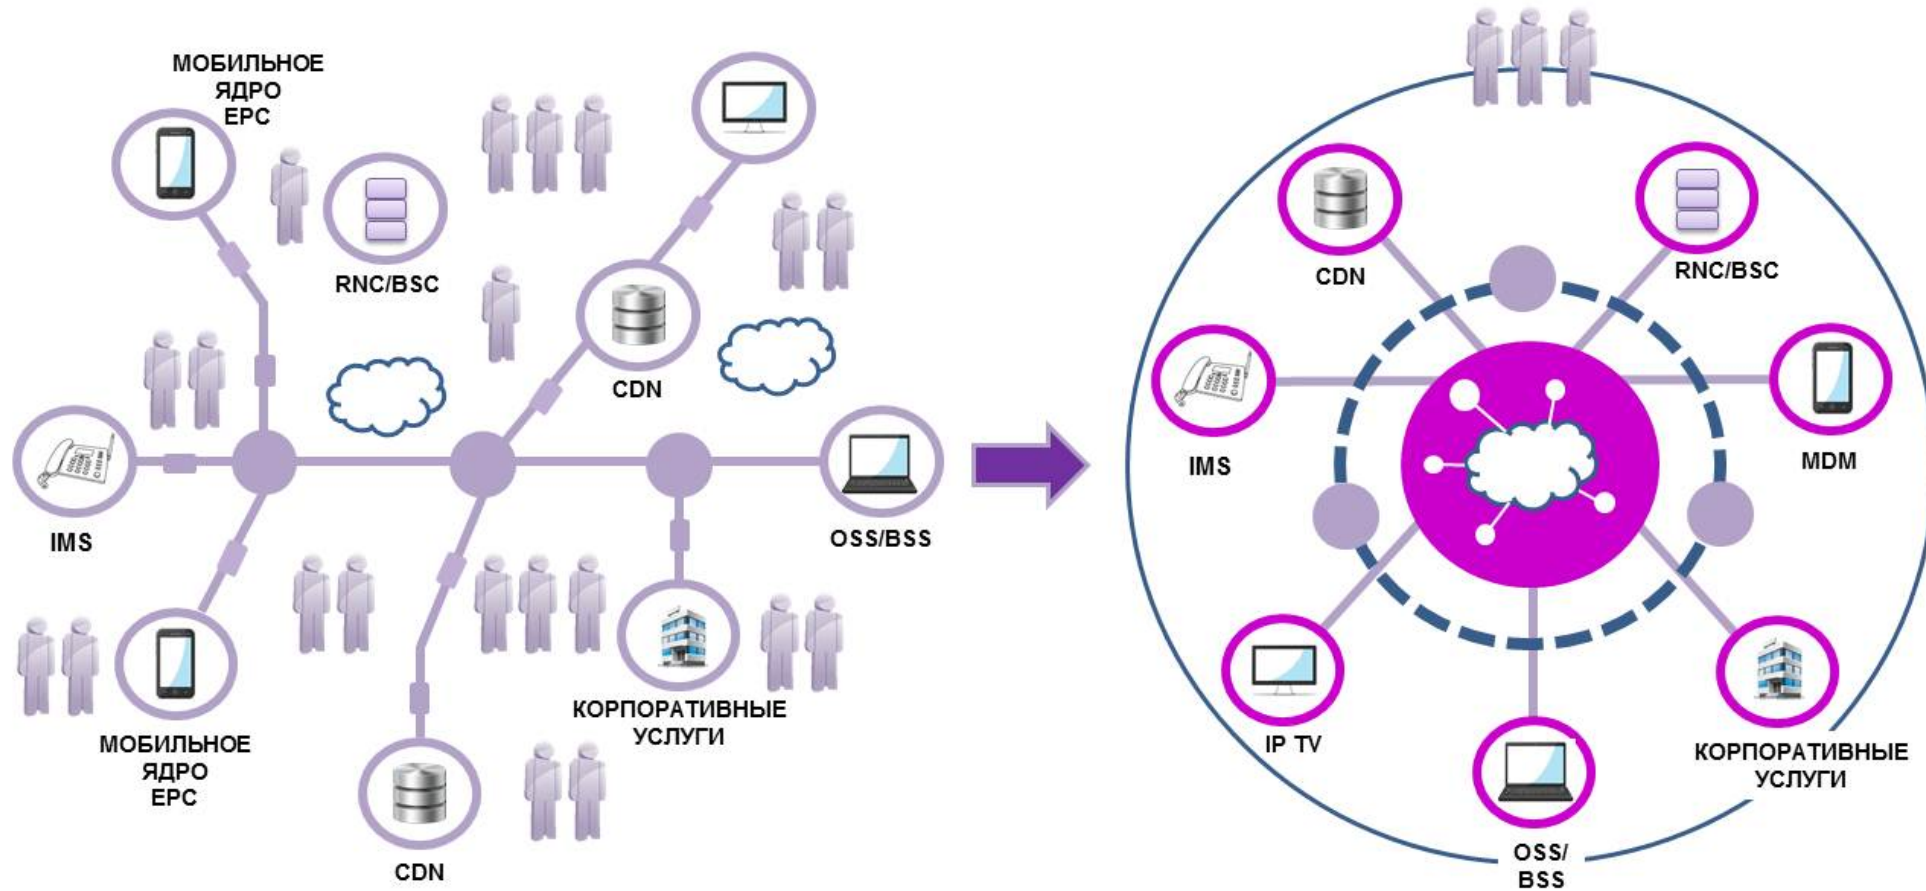 МОБИЛЬНОЕ
ЯДРО
EPC
RNC/BSC
CDN
IMS
OSS/BSS
МОБИЛЬНОЕ
ЯДРО
EPC
КОРПОРАТИВНЫЕ
УСЛУГИ
CDN
CDN
RNC/BSC
IMS
MDM
IP TV
КОРПОРАТИВНЫЕ
УСЛУГИ
OSS/
BSS